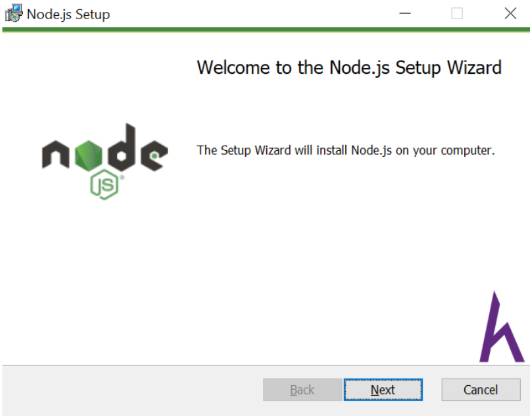 Node.js Setup
Welcome to the Node.js Setup Wizard
node
JS
The Setup Wizard will install Node.js on your computer.
h
Back
Next
Cancel